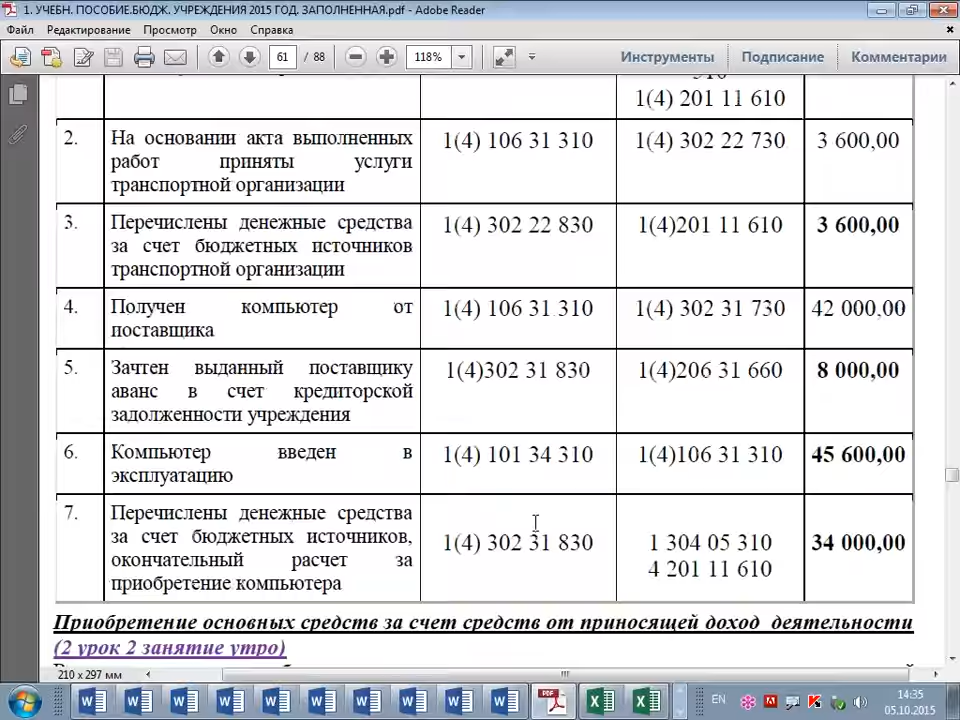 1. УЧЕБН. ПОСОБИЕ.БЮДЖ. УЧРЕЖДЕНИЯ 2015 ГОД. ЗАПОЛНЕННАЯ.pdf - Adobe Reader
Файл Редактирование Просмотр Окно Справка
61 / 88 118% Инструменты Подписание Комментарии
1(4) 201 11 610
2. На основании акта выполненных 1(4) 106 31 310 1(4) 302 22 730 3 600,00
работ приняты услуги
транспортной организации
3. Перечислены денежные средства 1(4) 302 22 830 1(4)201 11 610 3 600,00
за счет бюджетных источников
транспортной организации
4. Получен компьютер от 1(4) 106 31 310 1(4) 302 31 730 42 000,00
поставщика
5. Зачтен выданный поставщику 1(4)302 31 830 1(4)206 31 660 8 000,00
аванс в счет кредиторской
задолженности учреждения
6. Компьютер введен в 1(4) 101 34 310 1(4)106 31 310 45 600,00
эксплуатацию
7. Перечислены денежные средства
за счет бюджетных источников, 1(4) 302 31 830 1 304 05 310 34 000,00
окончательный расчет за 4 201 11 610
приобретение компьютера
Приобретение основных средств за счет средств от приносящей доход деятельности
(2 урок 2 занятие утро)
210 x 297 мм
EN 14:35
05.10.2015